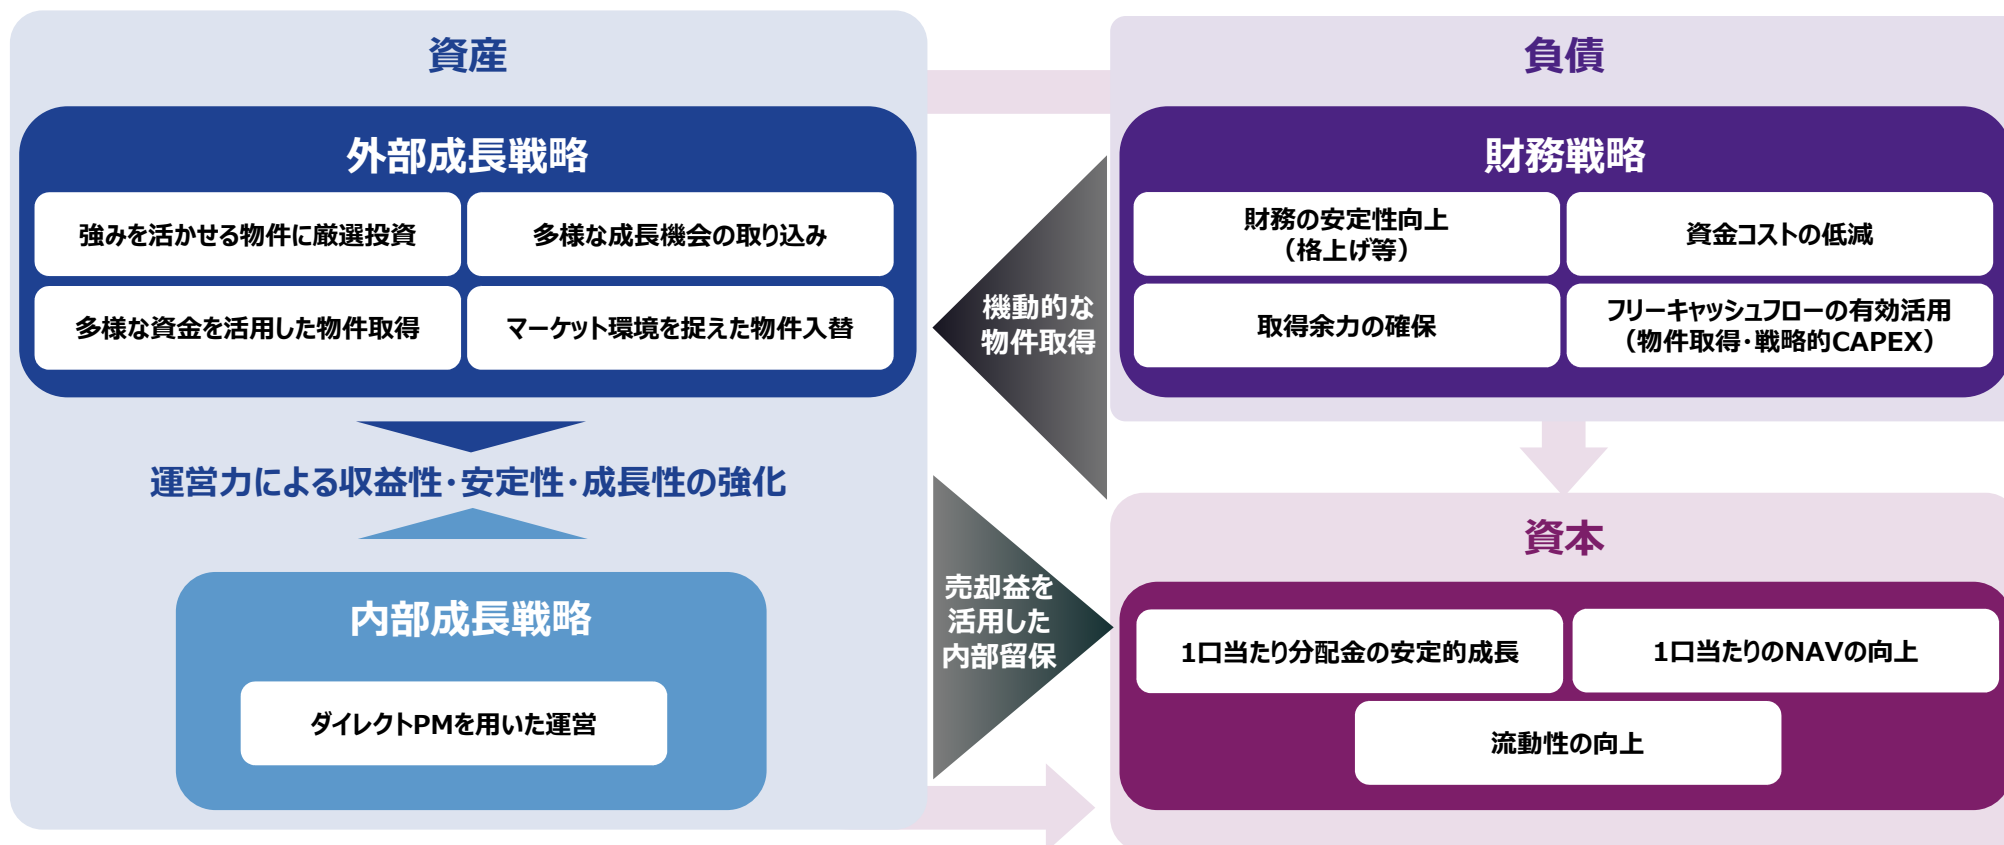 資産
外部成長戦略
強みを活かせる物件に厳選投資
多様な成長機会の取り込み
多様な資金を活用した物件取得
マーケット環境を捉えた物件入替
運営力による収益性・安定性・成長性の強化
内部成長戦略
ダイレクトPMを用いた運営
機動的な
物件取得
売却益を
活用した
内部留保
負債
財務戦略
財務の安定性向上
（格上げ等）
資金コストの低減
取得余力の確保
フリーキャッシュフローの有効活用
（物件取得・戦略的CAPEX）
資本
1口当たり分配金の安定的成長
1口当たりのNAVの向上
流動性の向上